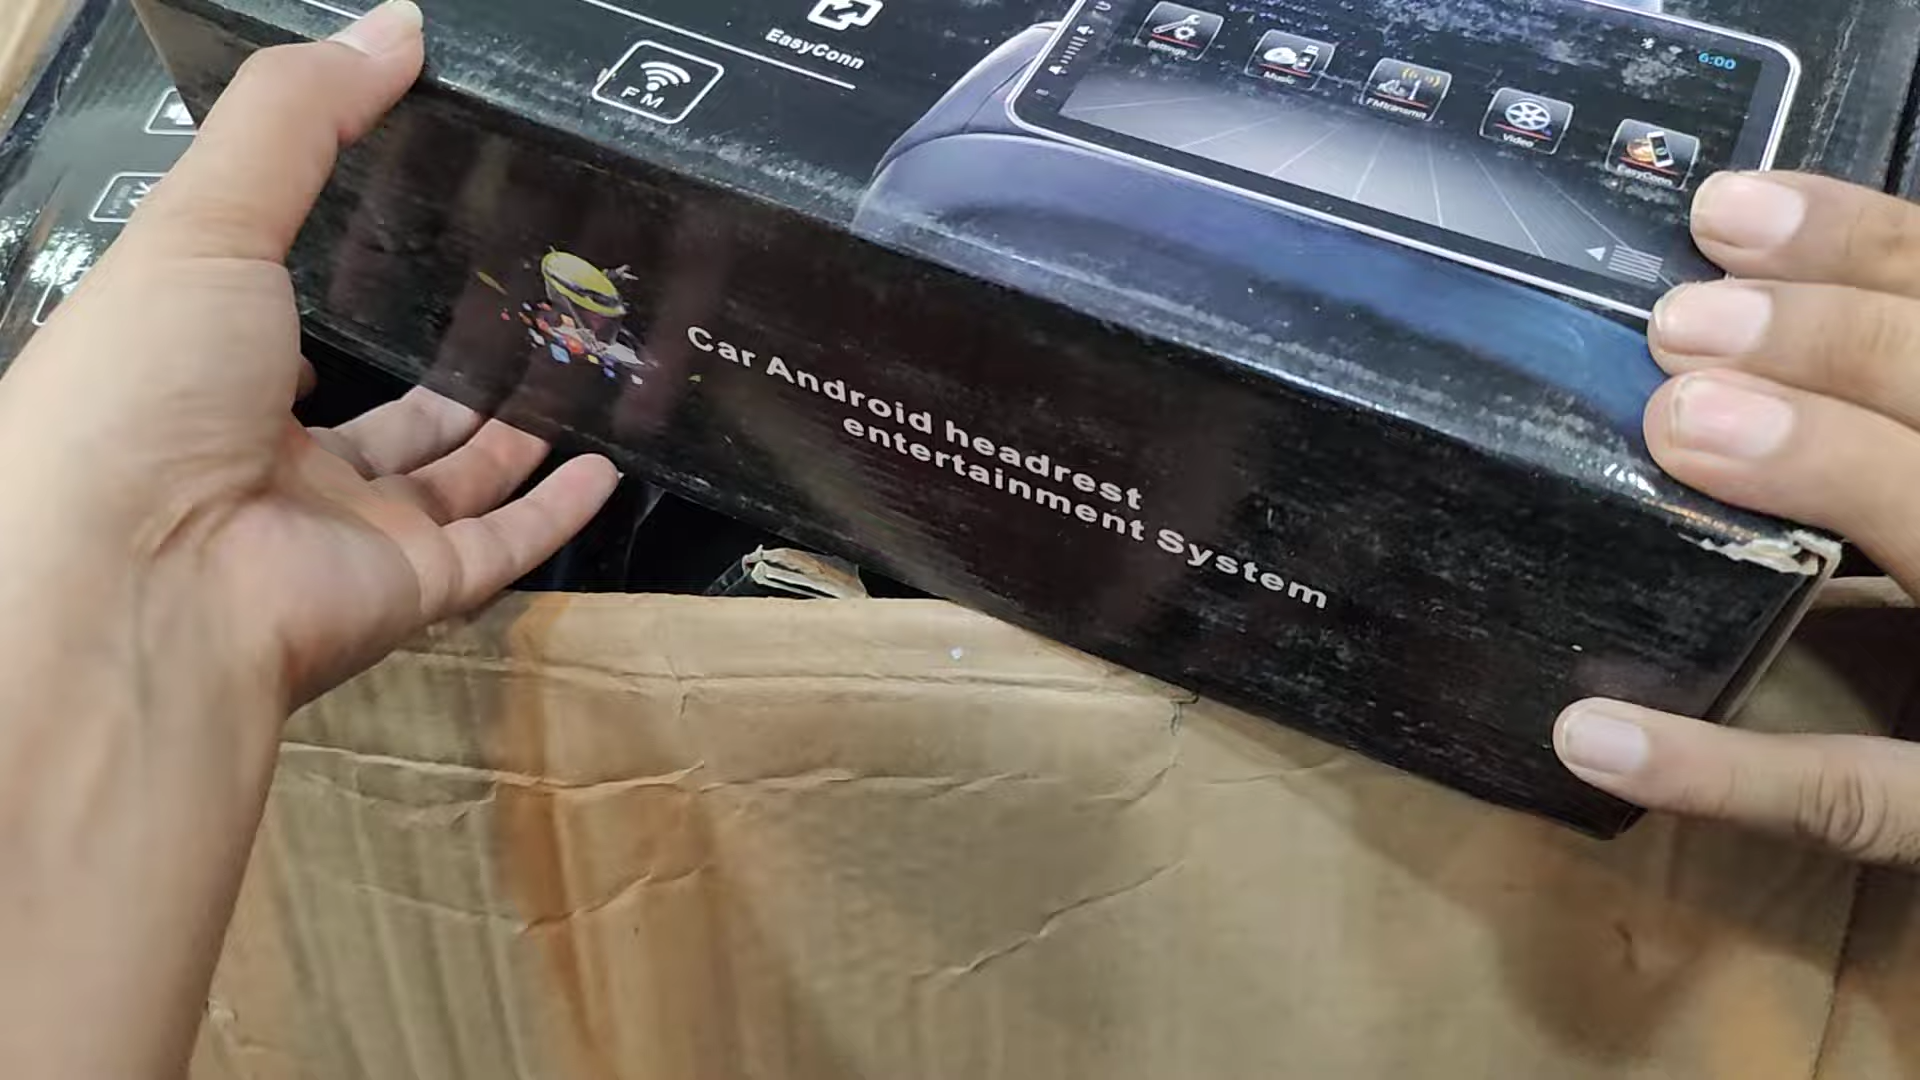 EasyConn
FM
6:00
Settings
Music
FMtransmit
Video
EasyConn
Car Android headrest
entertainment System